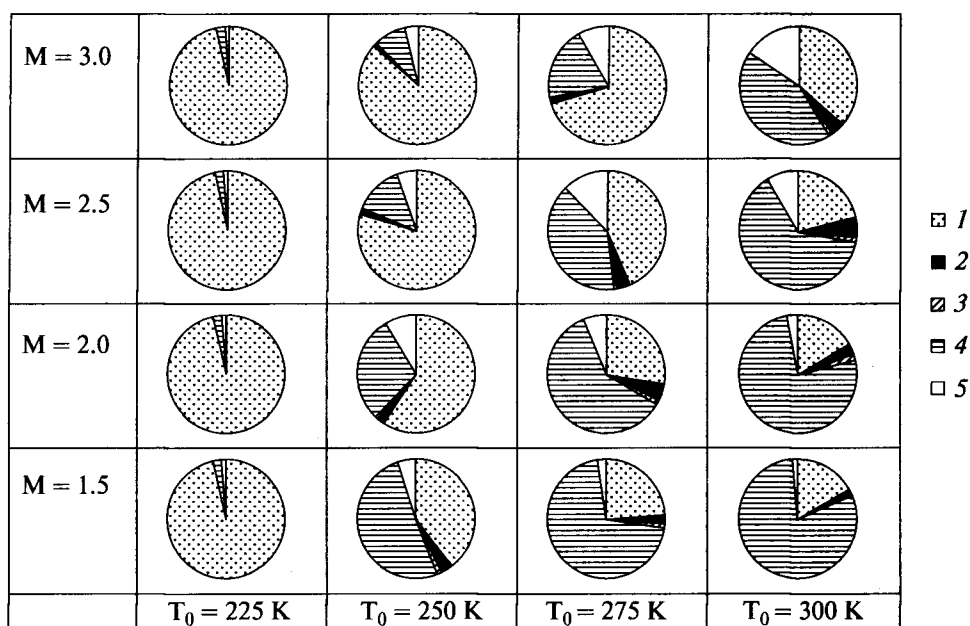 M = 3.0
M = 2.5
M = 2.0
M = 1.5
T₀ = 225 K T₀ = 250 K T₀ = 275 K T₀ = 300 K
1
2
3
4
5